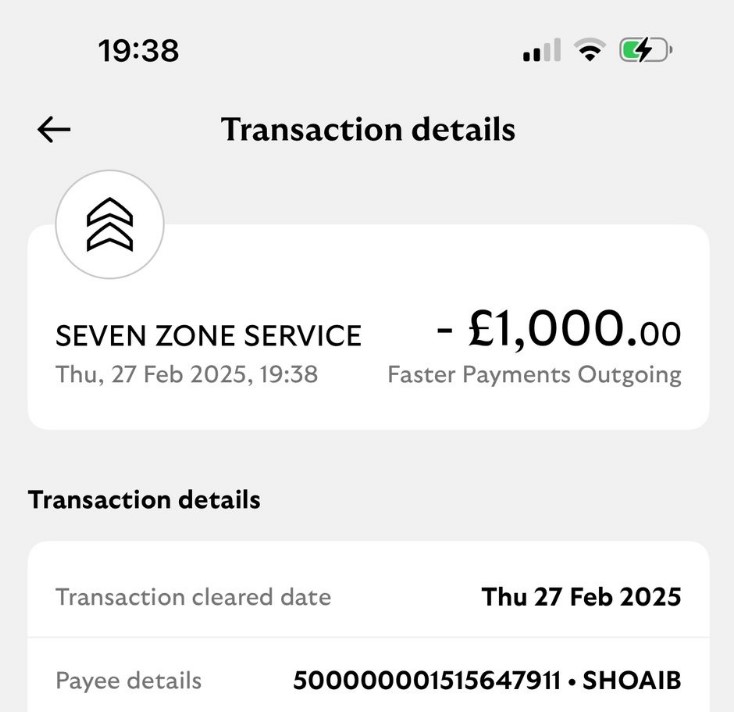 19:38
Transaction details
SEVEN ZONE SERVICE
- £1,000.00
Thu, 27 Feb 2025, 19:38
Faster Payments Outgoing
Transaction details
Transaction cleared date
Thu 27 Feb 2025
Payee details
500000001515647911 • SHOAIB